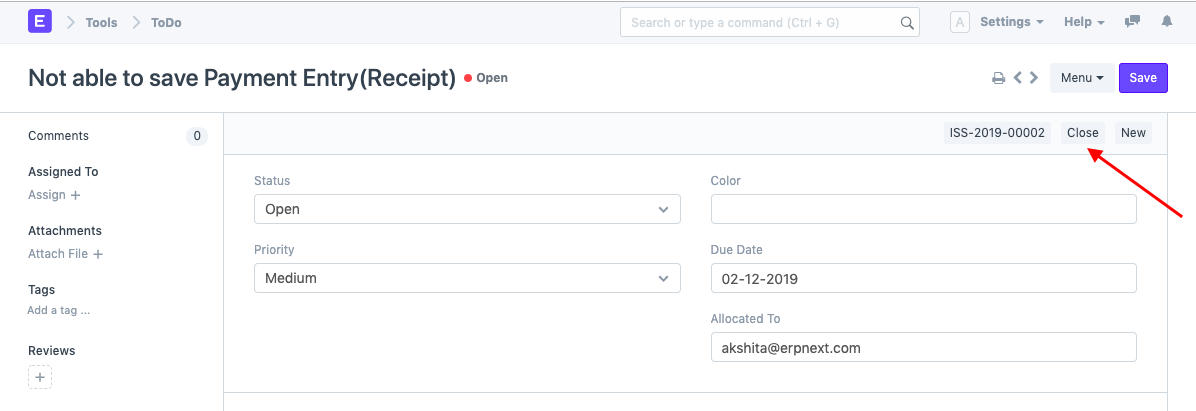 E Tools ToDo Search or type a command (Ctrl + G) A Settings Help
Not able to save Payment Entry(Receipt) Open Menu Save
Comments 0
ISS-2019-00002 Close New
Assigned To
Assign +
Attachments
Attach File +
Tags
Add a tag ...
Reviews
+
Status
Open
Priority
Medium
Color
Due Date
02-12-2019
Allocated To
akshita@erpnext.com